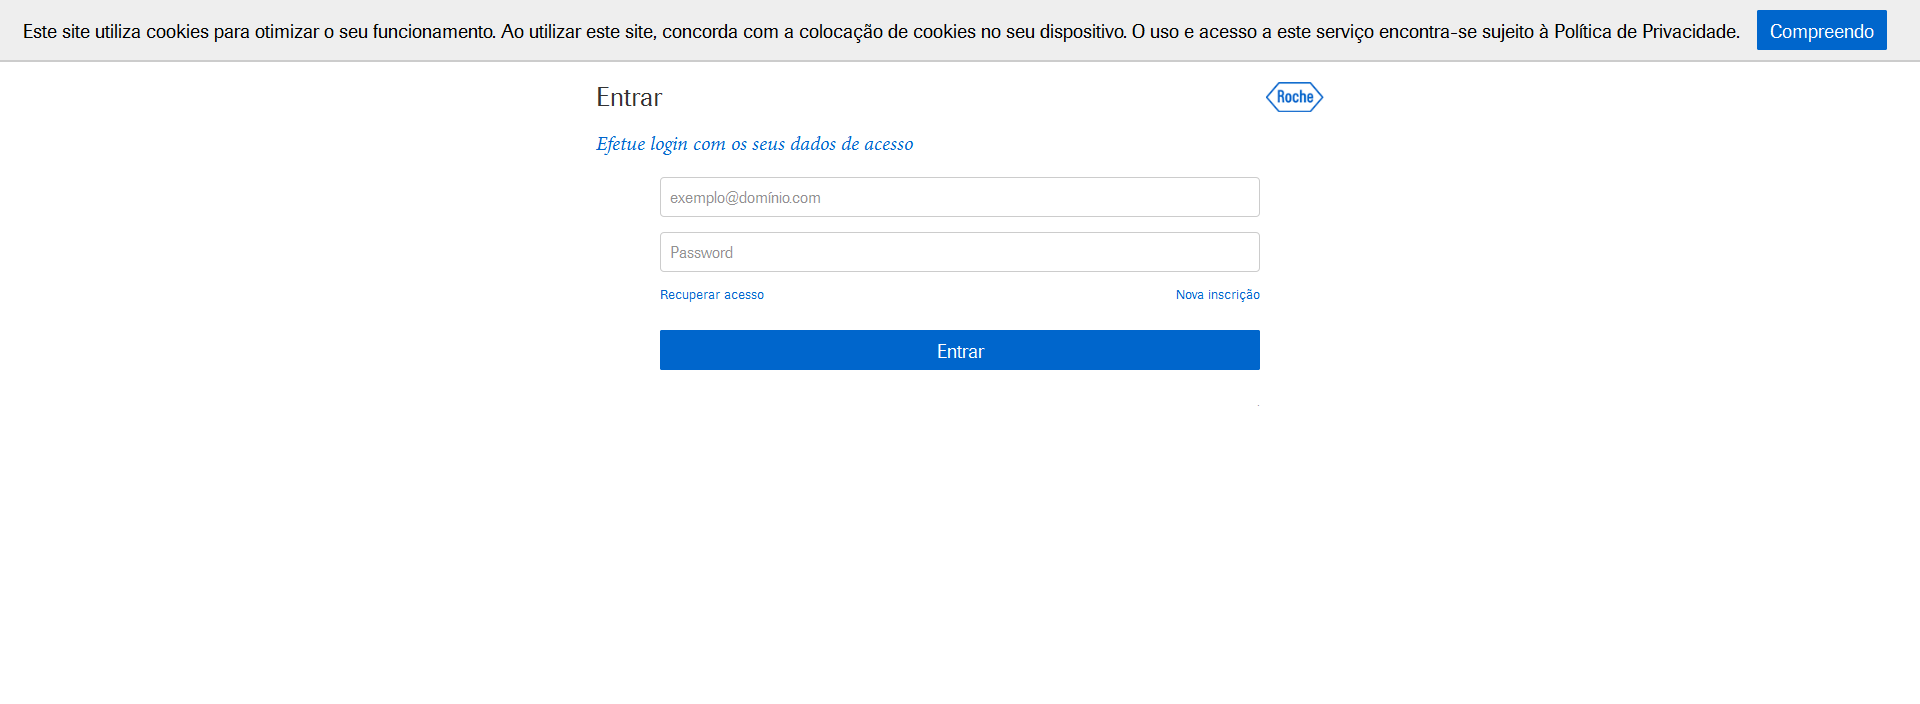 Este site utiliza cookies para otimizar o seu funcionamento. Ao utilizar este site, concorda com a colocação de cookies no seu dispositivo. O uso e acesso a este serviço encontra-se sujeito à Política de Privacidade.
Compreendo
Entrar
Roche
Efetue login com os seus dados de acesso
exemplo@domínio.com
Password
Recuperar acesso
Nova inscrição
Entrar
.